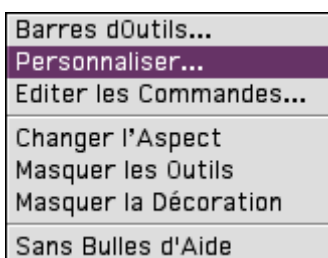 Barres dOutils...
Personnaliser...
Editer les Commandes...
Changer l'Aspect
Masquer les Outils
Masquer la Décoration
Sans Bulles d'Aide